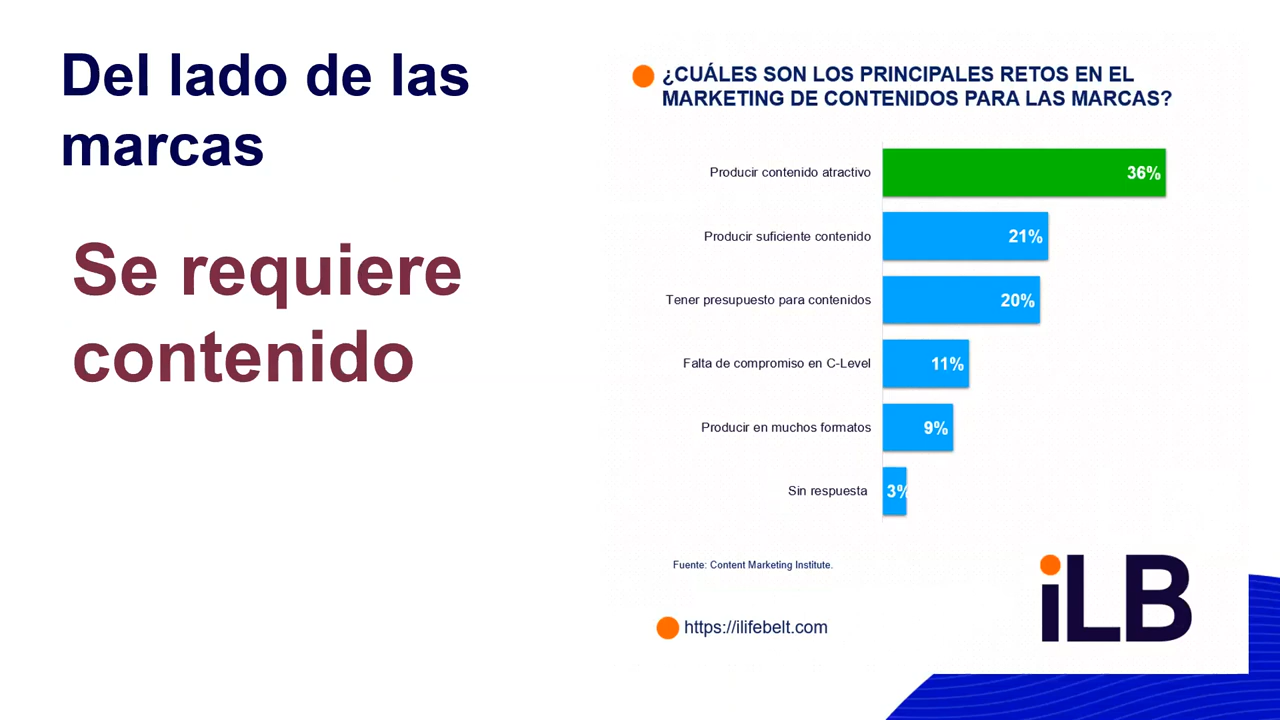 Del lado de las
marcas
Se requiere
contenido
¿CUÁLES SON LOS PRINCIPALES RETOS EN EL
MARKETING DE CONTENIDOS PARA LAS MARCAS?
Producir contenido atractivo 36%
Producir suficiente contenido 21%
Tener presupuesto para contenidos 20%
Falta de compromiso en C-Level 11%
Producir en muchos formatos 9%
Sin respuesta 3%
Fuente: Content Marketing Institute.
iLB
https://ilifebelt.com